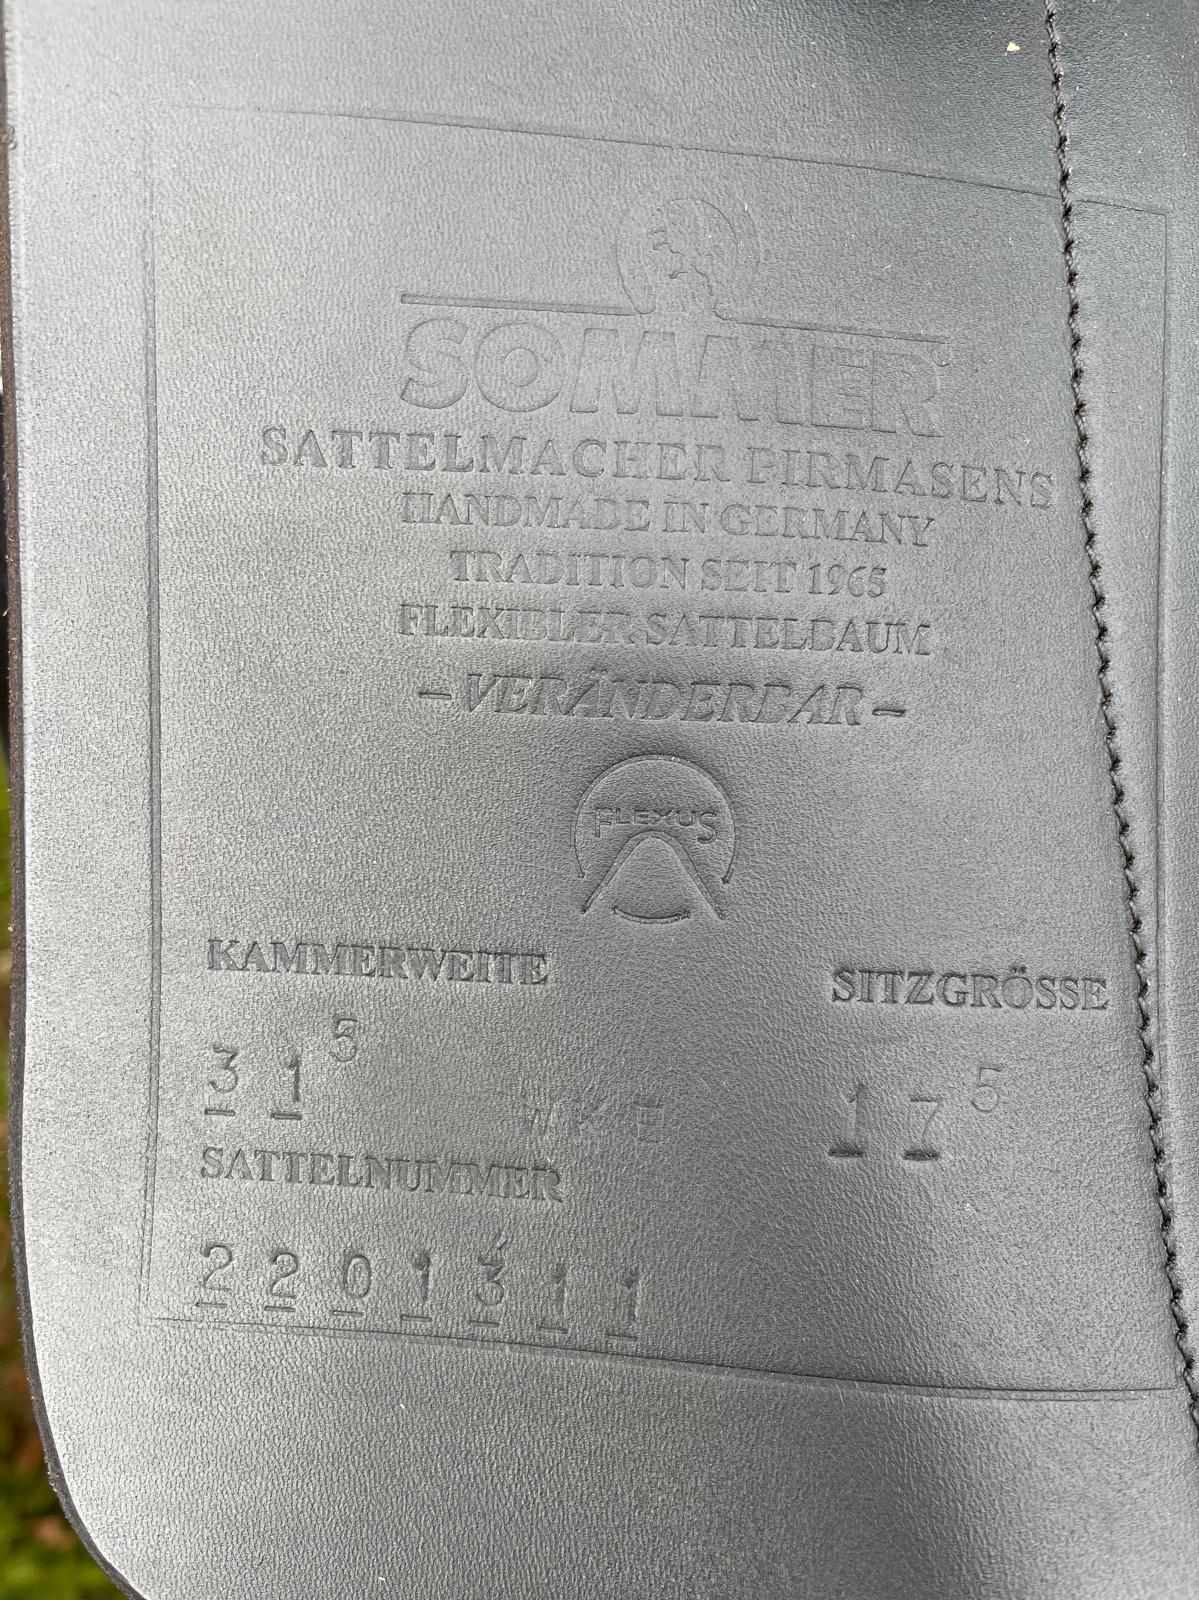 SOMMER
SATTELMACHER PIRMASENS
HANDMADE IN GERMANY
TRADITION SEIT 1965
FLEXIBLER SATTELBAUM
– VERÄNDERBAR –
FLEXUS
KAMMERWEITE
SITZGRÖSSE
31⁵
WKE
17⁵
SATTELNUMMER
2201311